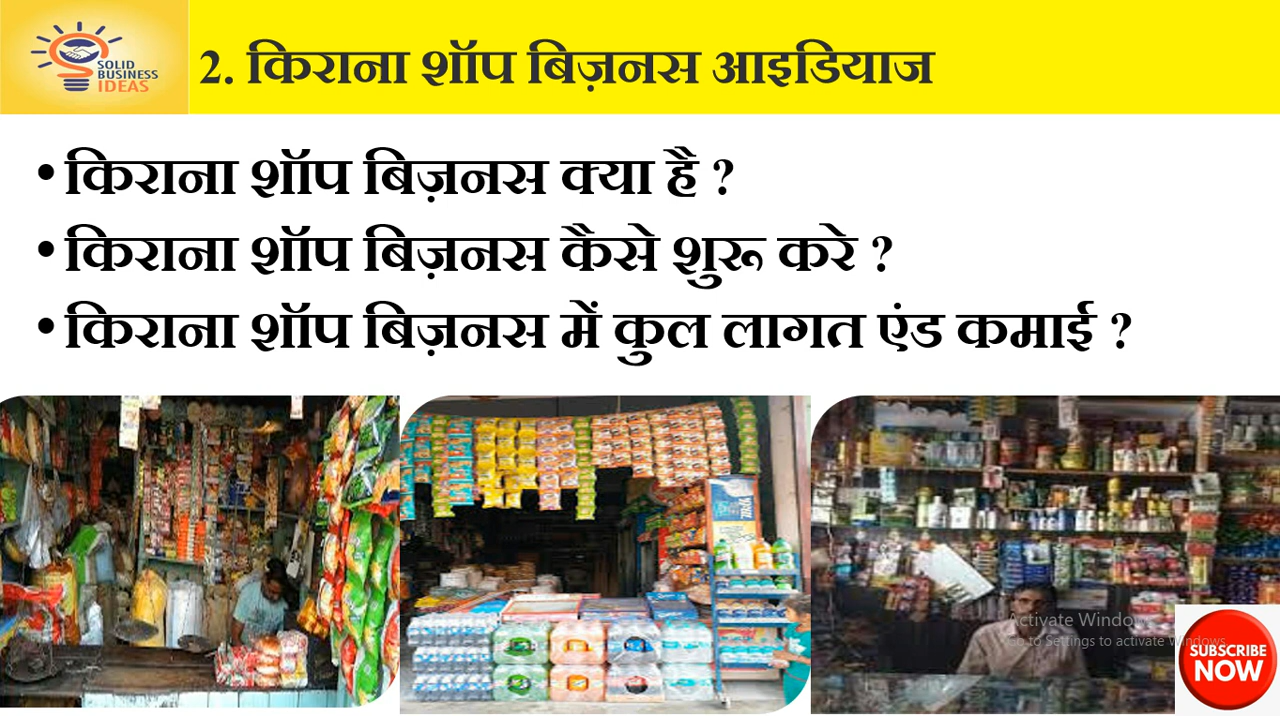 SOLID
BUSINESS
IDEAS
2. किराना शॉप बिज़नस आइडियाज
• किराना शॉप बिज़नस क्या है ?
• किराना शॉप बिज़नस कैसे शुरू करे ?
• किराना शॉप बिज़नस में कुल लागत एंड कमाई ?
Activate Windows
Go to Settings to activate Windows.
SUBSCRIBE
NOW